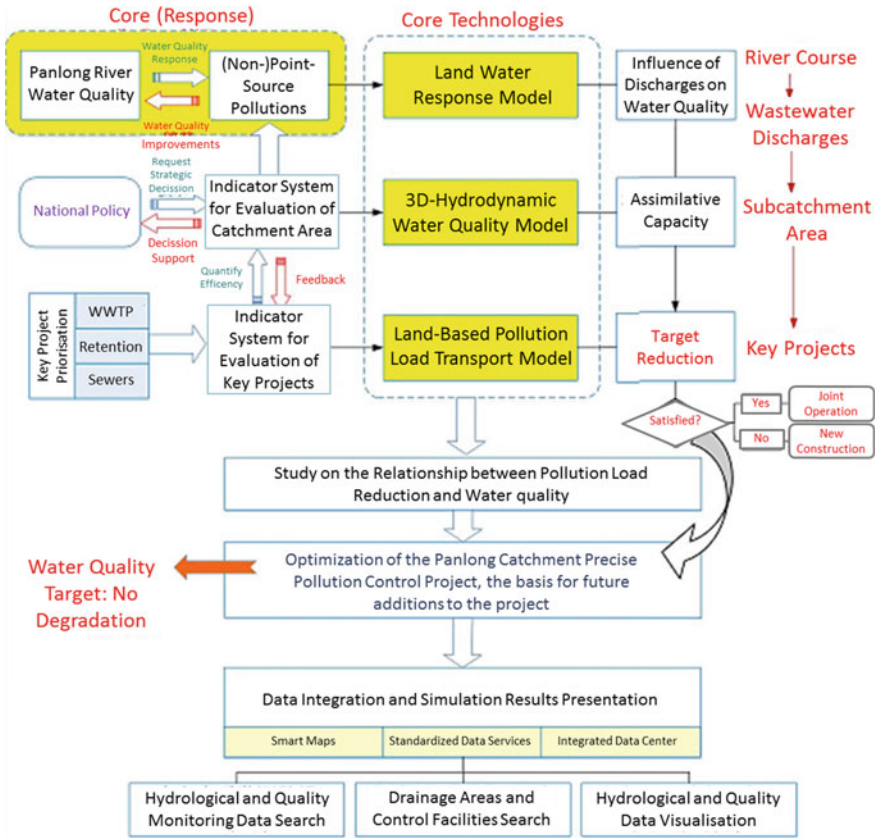 Core (Response)
Core Technologies
Panlong River
Water Quality
Water Quality
Response
Water Quality
Improvements
(Non-)Point-
Source
Pollutions
Land Water
Response Model
Influence of
Discharges on
Water Quality
River Course
Wastewater
Discharges
Subcatchment
Area
Key Projects
National Policy
Request
Strategic
Decission
Decission
Support
Indicator System
for Evaluation of
Catchment Area
3D-Hydrodynamic
Water Quality Model
Assimilative
Capacity
Quantify
Efficency
Feedback
Key Project
Priorisation
WWTP
Retention
Sewers
Indicator
System for
Evaluation of
Key Projects
Land-Based Pollution
Load Transport Model
Target
Reduction
Satisfied?
Yes
Joint
Operation
No
New
Construction
Study on the Relationship between Pollution Load
Reduction and Water quality
Water Quality
Target: No
Degradation
Optimization of the Panlong Catchment Precise
Pollution Control Project, the basis for future
additions to the project
Data Integration and Simulation Results Presentation
Smart Maps
Standardized Data Services
Integrated Data Center
Hydrological and Quality
Monitoring Data Search
Drainage Areas and
Control Facilities Search
Hydrological and Quality
Data Visualisation